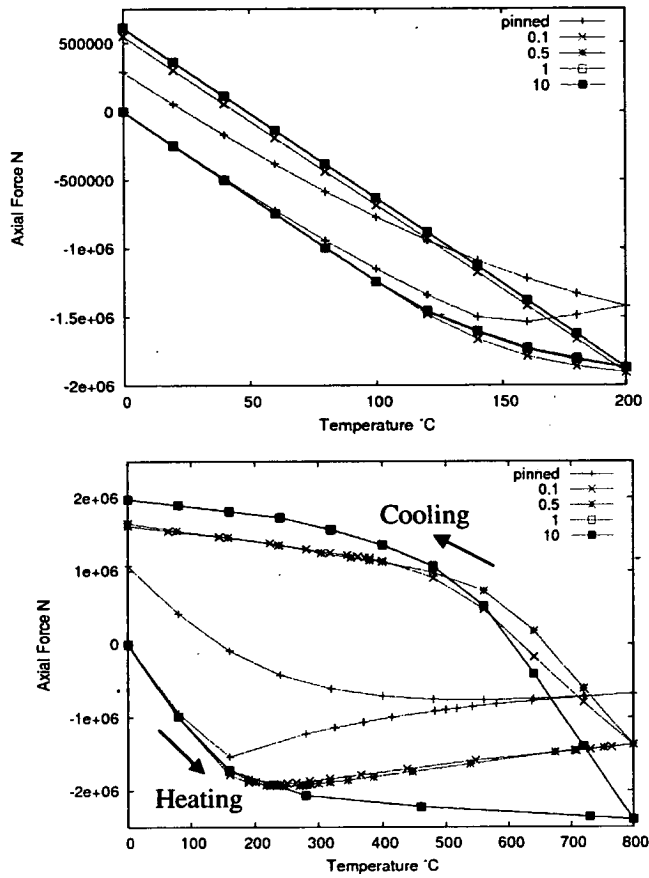 pinned
0.1
0.5
1
10
500000
0
-500000
-1e+06
-1.5e+06
-2e+06
Axial Force N
0 50 100 150 200
Temperature °C
pinned
0.1
0.5
1
10
2e+06
1e+06
0
-1e+06
-2e+06
Axial Force N
Cooling
Heating
0 100 200 300 400 500 600 700 800
Temperature °C